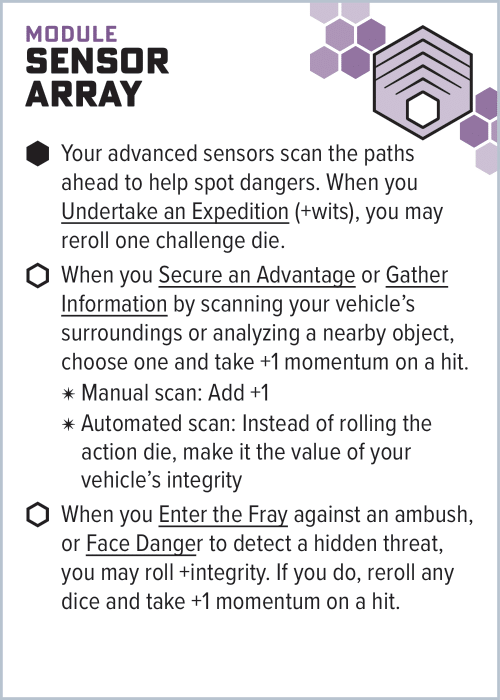 MODULE
SENSOR
ARRAY
Your advanced sensors scan the paths
ahead to help spot dangers. When you
Undertake an Expedition (+wits), you may
reroll one challenge die.
When you Secure an Advantage or Gather
Information by scanning your vehicle’s
surroundings or analyzing a nearby object,
choose one and take +1 momentum on a hit.
✴ Manual scan: Add +1
✴ Automated scan: Instead of rolling the
action die, make it the value of your
vehicle’s integrity
When you Enter the Fray against an ambush,
or Face Danger to detect a hidden threat,
you may roll +integrity. If you do, reroll any
dice and take +1 momentum on a hit.